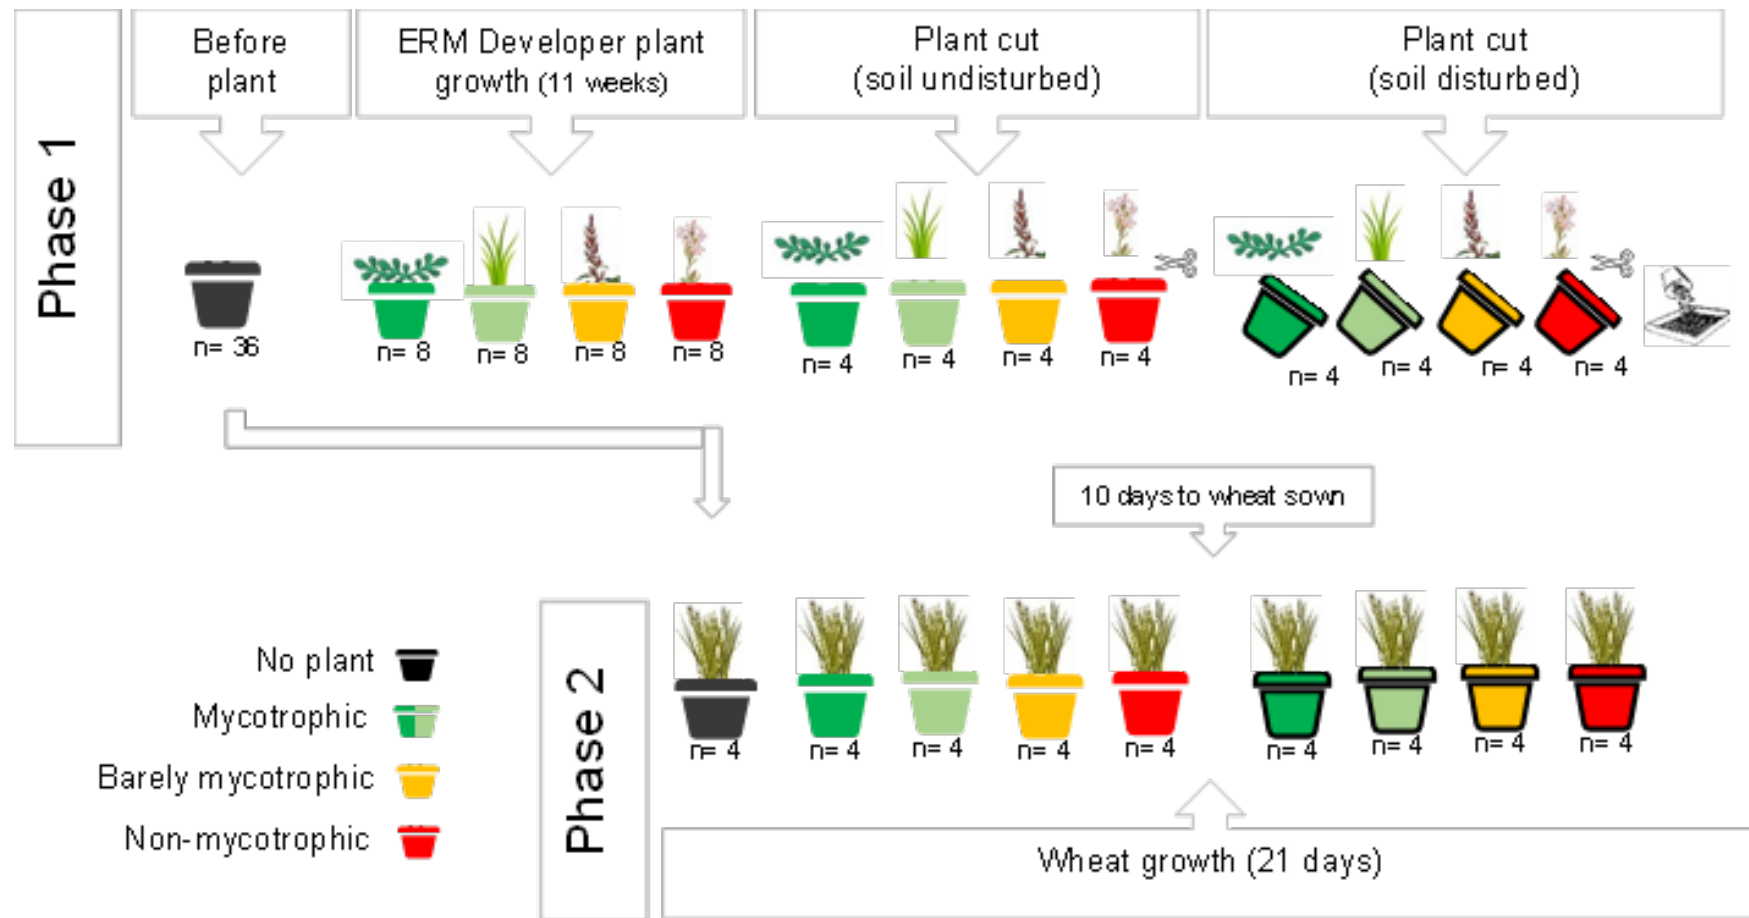 Phase 1
Before
plant
ERM Developer plant
growth (11 weeks)
Plant cut
(soil undisturbed)
Plant cut
(soil disturbed)
n= 36
n= 8
n= 8
n= 8
n= 8
n= 4
n= 4
n= 4
n= 4
n= 4
n= 4
n= 4
n= 4
10 days to wheat sown
No plant
Mycotrophic
Barely mycotrophic
Non-mycotrophic
Phase 2
n= 4
n= 4
n= 4
n= 4
n= 4
n= 4
n= 4
n= 4
n= 4
Wheat growth (21 days)